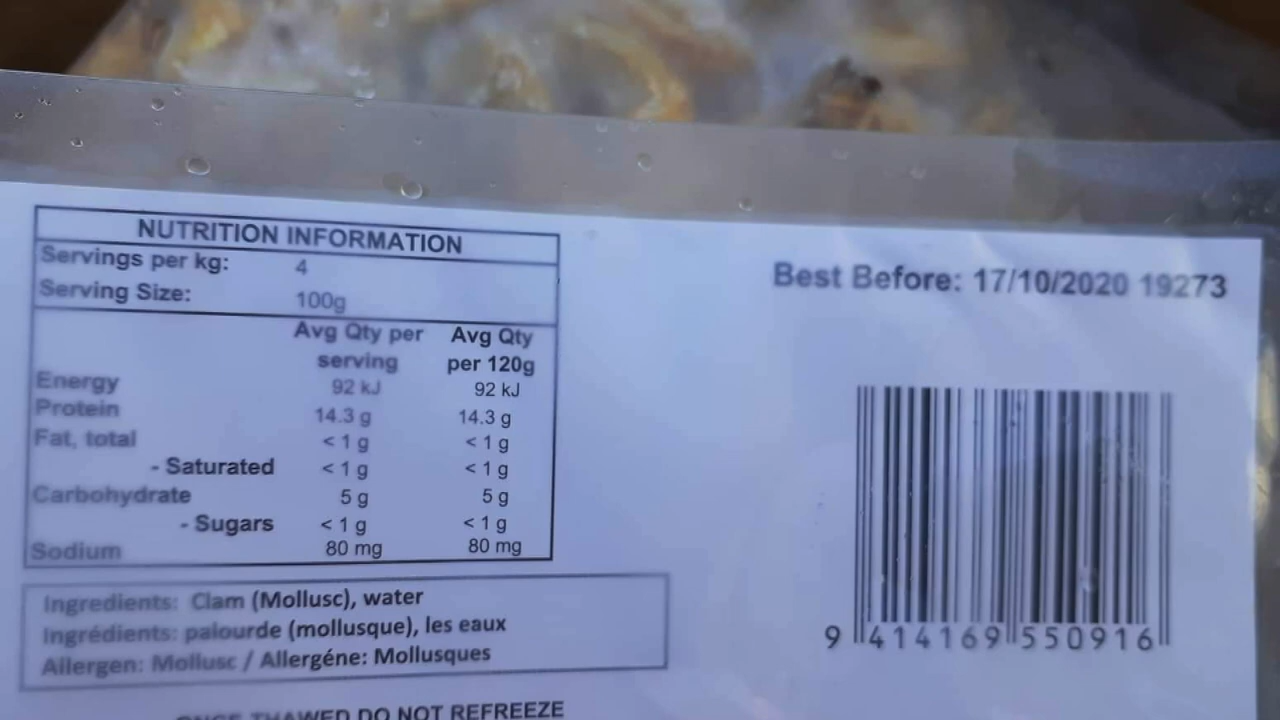 NUTRITION INFORMATION
Servings per kg: 4
Serving Size: 100g
Avg Qty per serving Avg Qty per 120g
Energy 92 kJ 92 kJ
Protein 14.3 g 14.3 g
Fat, total < 1 g < 1 g
- Saturated < 1 g < 1 g
Carbohydrate 5 g 5 g
- Sugars < 1 g < 1 g
Sodium 80 mg 80 mg
Ingredients: Clam (Mollusc), water
Ingrédients: palourde (mollusque), les eaux
Allergen: Mollusc / Allergéne: Mollusques
ONCE THAWED DO NOT REFREEZE
Best Before: 17/10/2020 19273
9 414169 550916